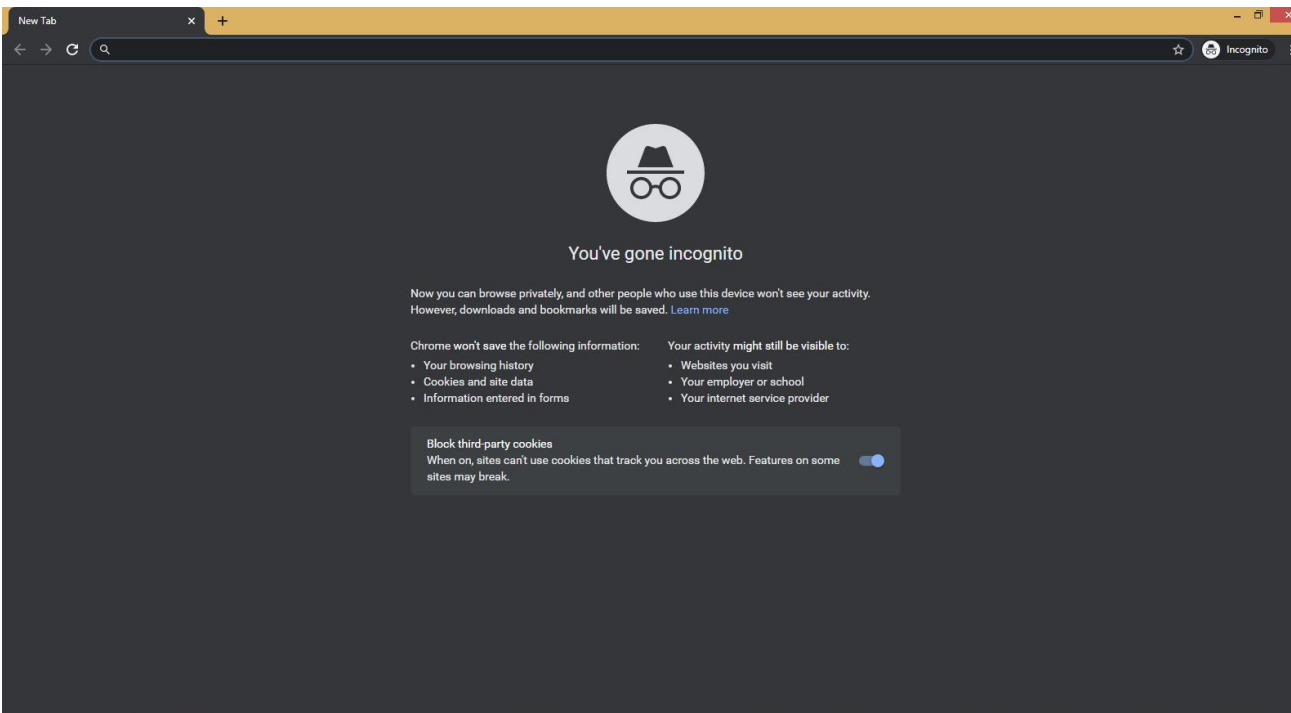 New Tab
Incognito
You've gone incognito
Now you can browse privately, and other people who use this device won't see your activity.
However, downloads and bookmarks will be saved. Learn more
Chrome won't save the following information:
• Your browsing history
• Cookies and site data
• Information entered in forms
Your activity might still be visible to:
• Websites you visit
• Your employer or school
• Your internet service provider
Block third-party cookies
When on, sites can't use cookies that track you across the web. Features on some
sites may break.